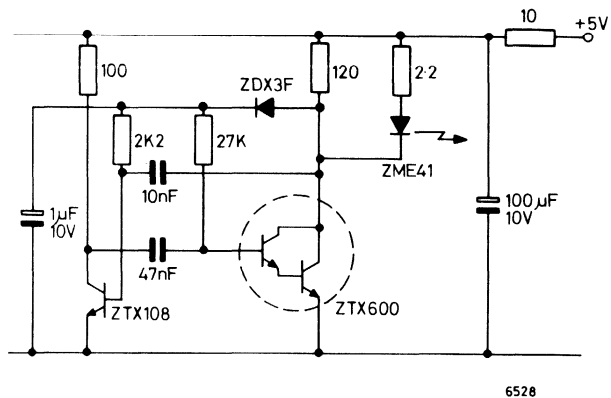 10
+5V
100
120
2·2
ZDX3F
2K2
27K
ZME41
10nF
1µF
10V
100µF
10V
47nF
ZTX108
ZTX600
6528